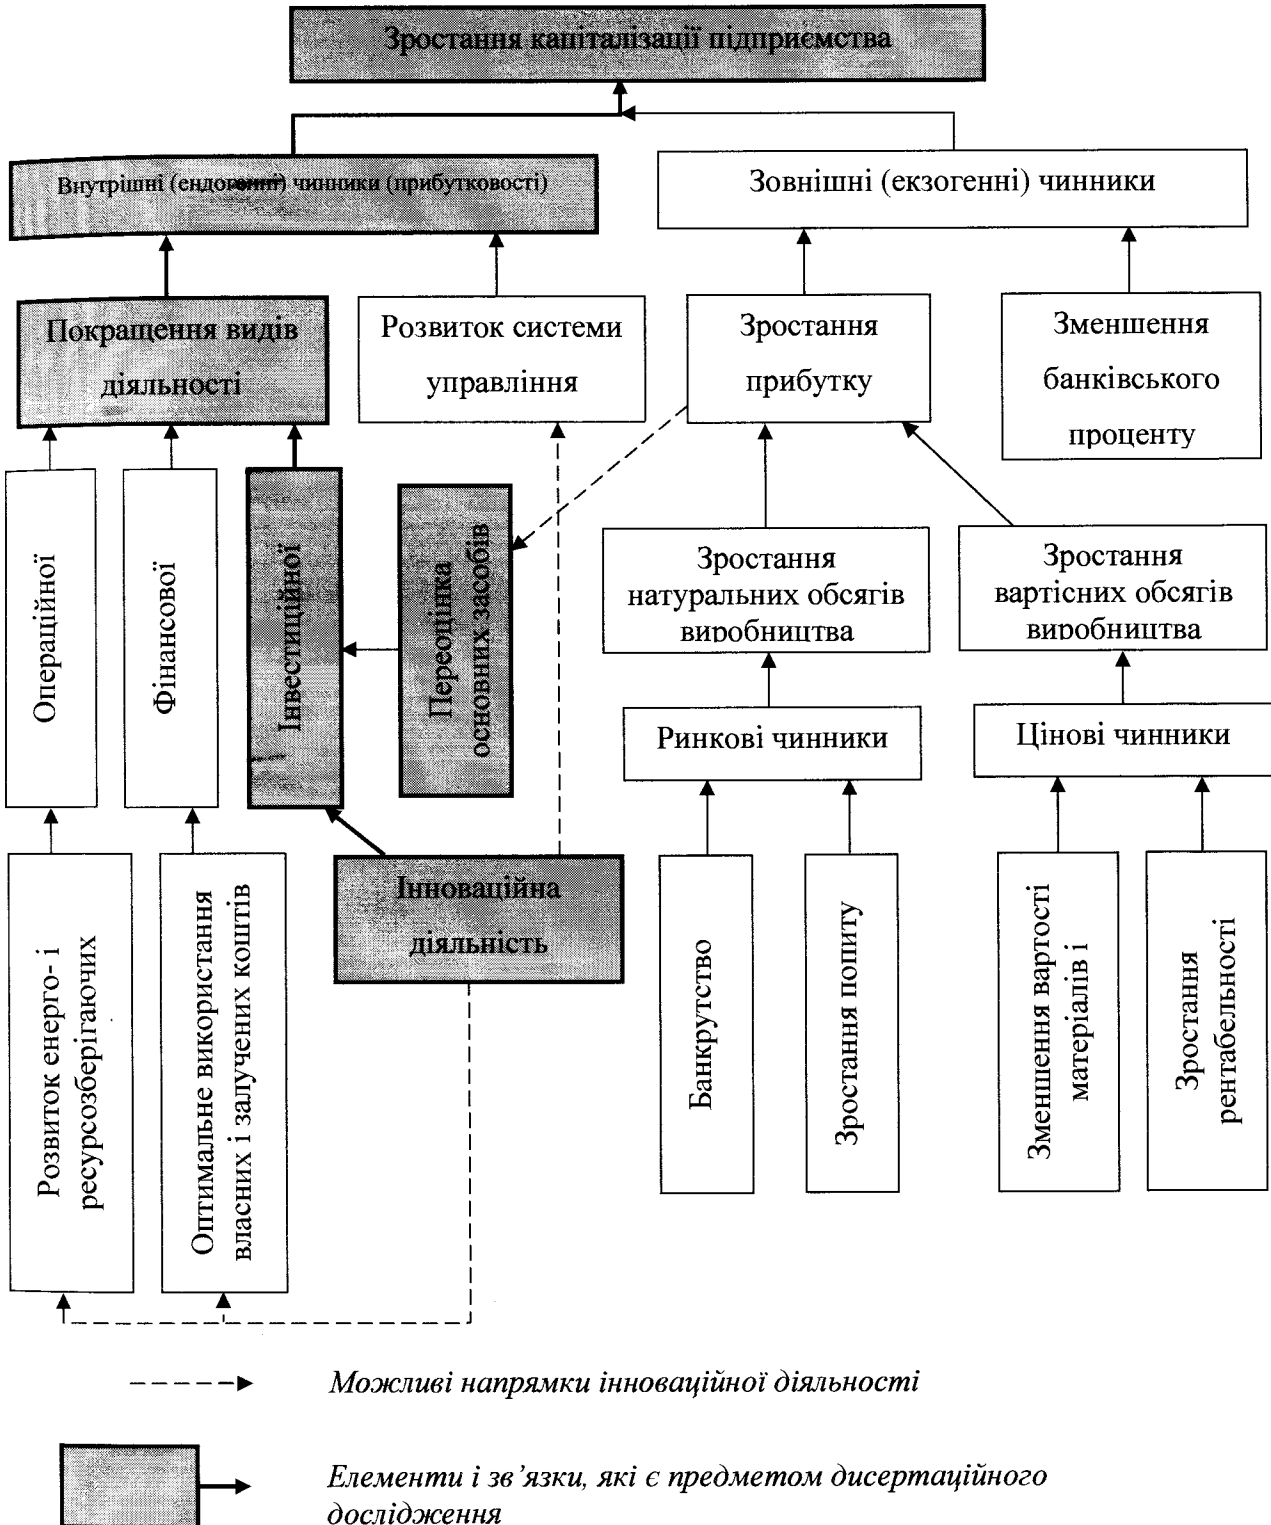 Зростання капіталізації підприємства
Внутрішні (ендогенні) чинники (прибутковості)
Зовнішні (екзогенні) чинники
Покращення видів
діяльності
Розвиток системи
управління
Зростання
прибутку
Зменшення
банківського
проценту
Операційної
Фінансової
Інвестиційної
Переоцінка
основних засобів
Зростання
натуральних обсягів
виробництва
Зростання
вартісних обсягів
виробництва
Ринкові чинники
Цінові чинники
Розвиток енерго- і
ресурсозберігаючих
Оптимальне використання
власних і залучених коштів
Інноваційна
діяльність
Банкрутство
Зростання попиту
Зменшення вартості
матеріалів і
Зростання
рентабельності
Можливі напрямки інноваційної діяльності
Елементи і зв’язки, які є предметом дисертаційного
дослідження